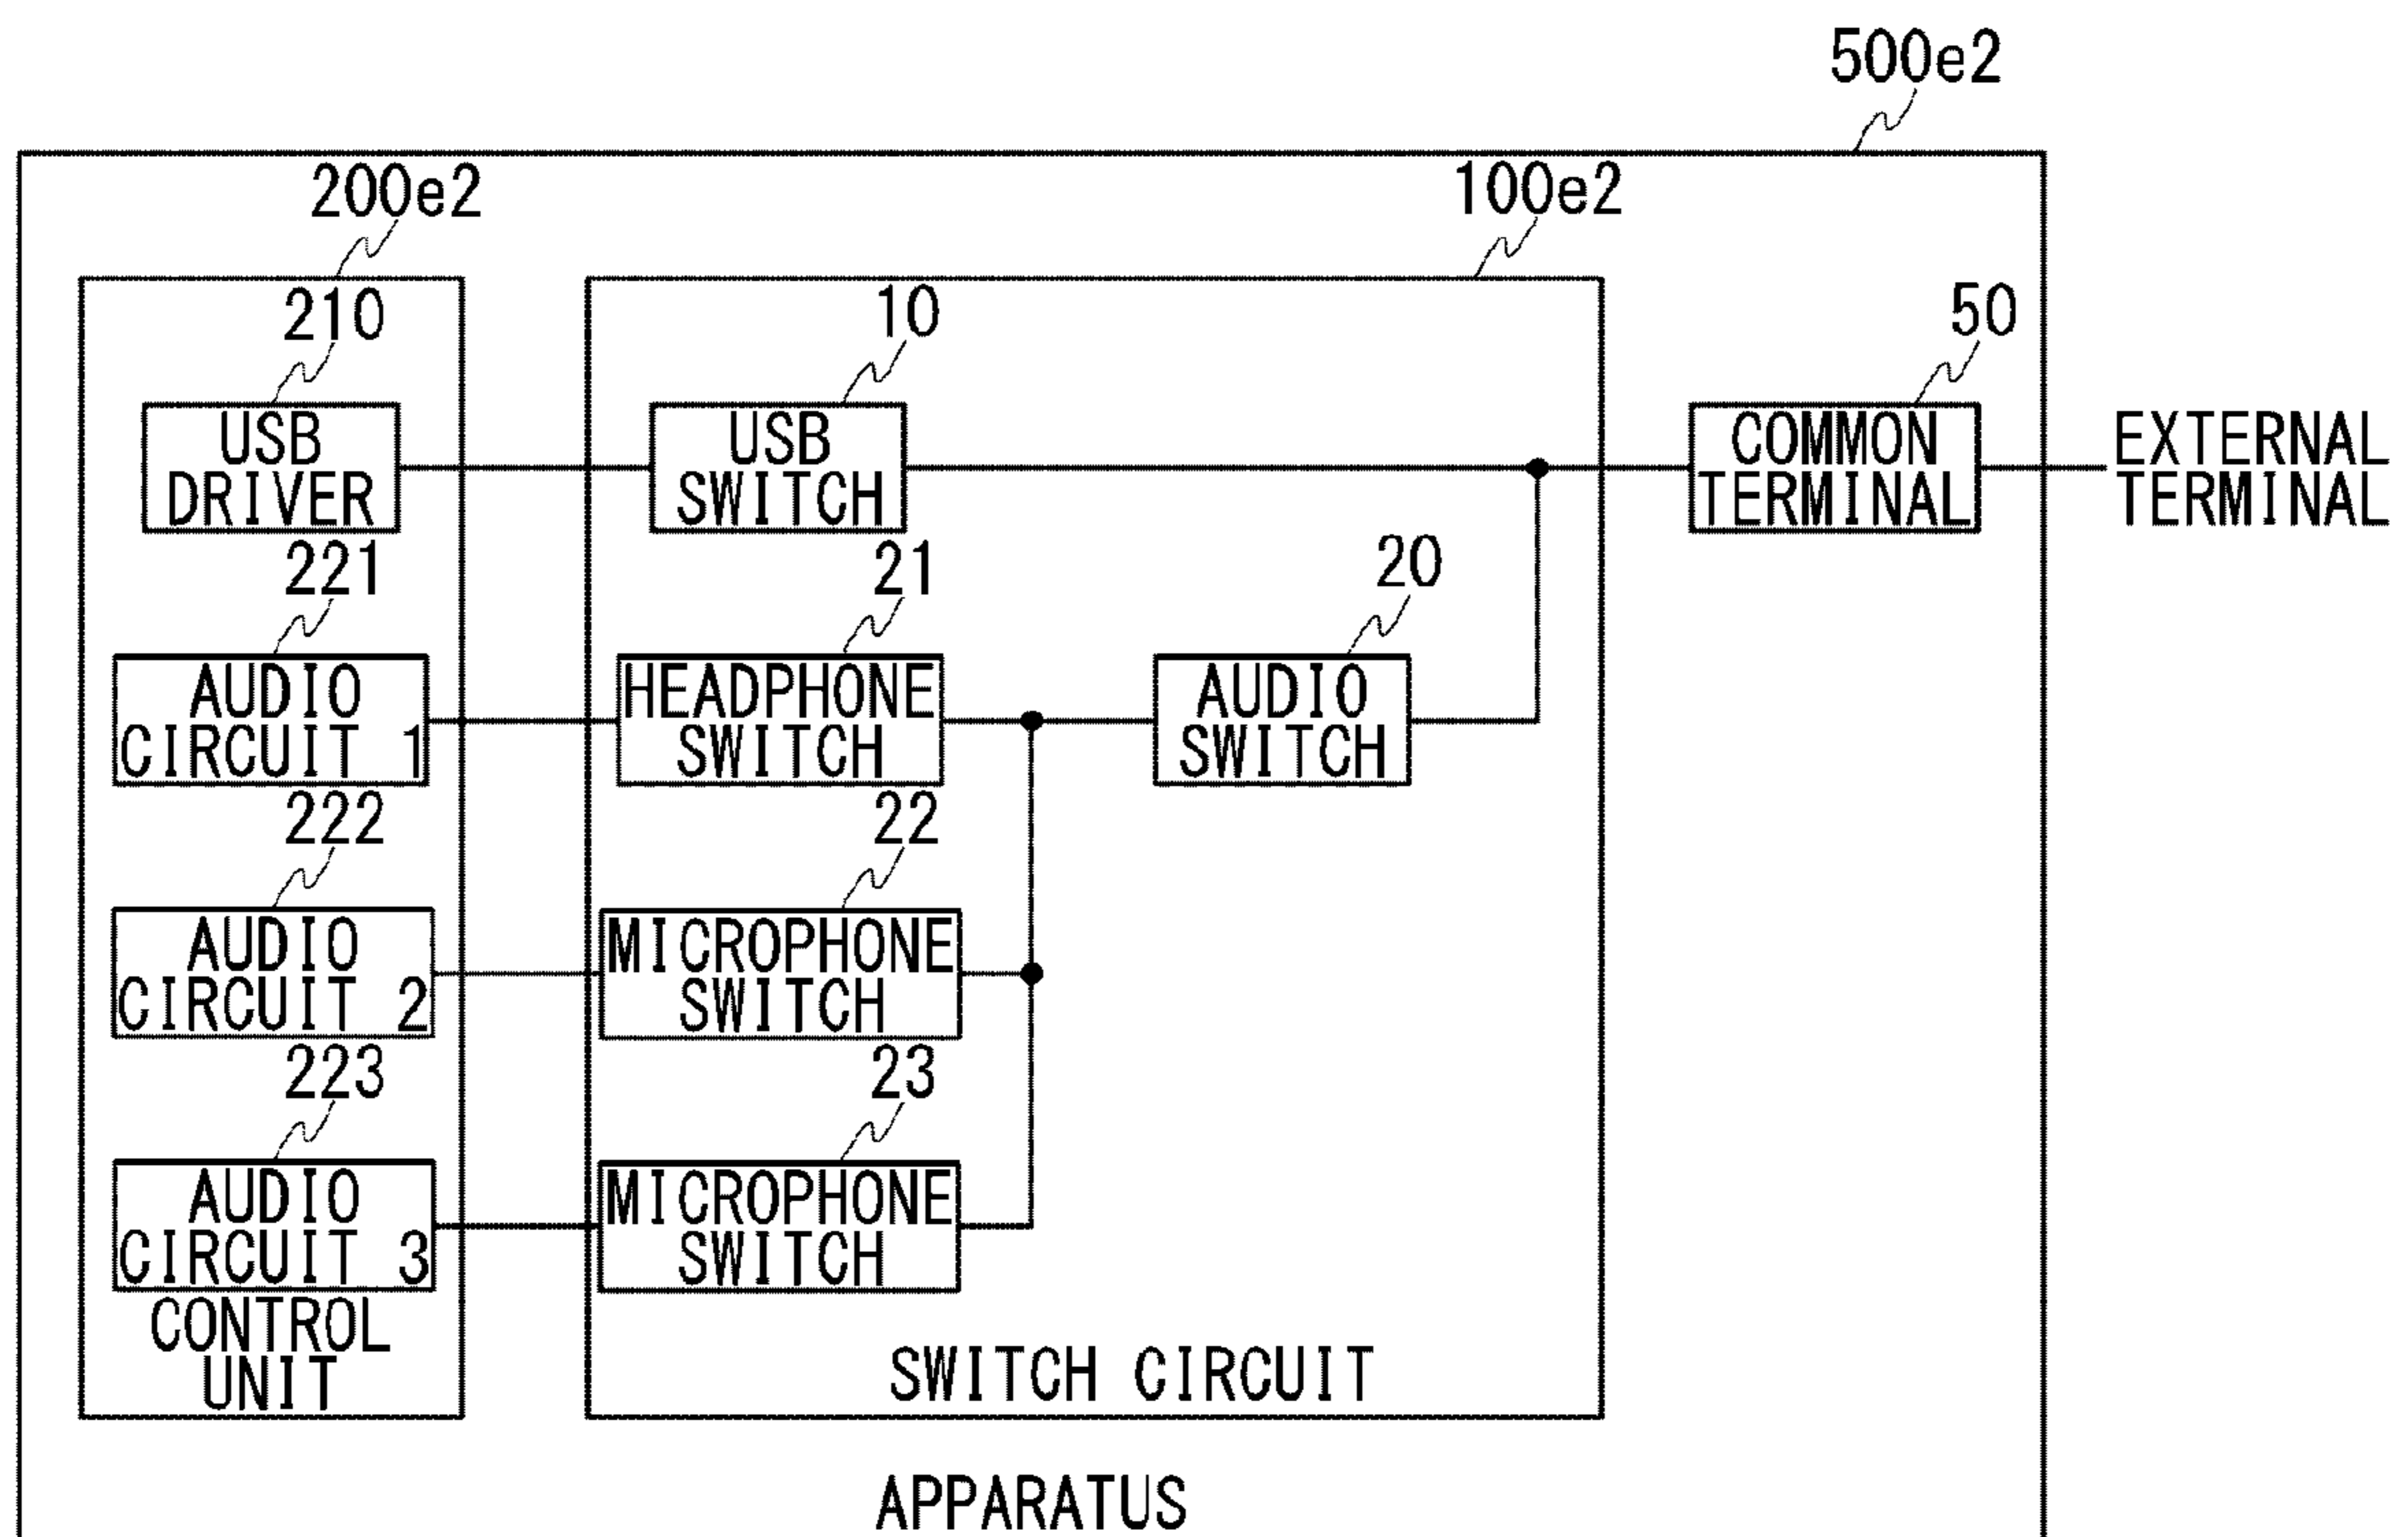 500e2
200e2
100e2
210
10
50
USB
DRIVER
USB
SWITCH
COMMON
TERMINAL
EXTERNAL
TERMINAL
221
21
20
AUDIO
CIRCUIT 1
HEADPHONE
SWITCH
AUDIO
SWITCH
222
22
AUDIO
CIRCUIT 2
MICROPHONE
SWITCH
223
23
AUDIO
CIRCUIT 3
MICROPHONE
SWITCH
CONTROL
UNIT
SWITCH CIRCUIT
APPARATUS